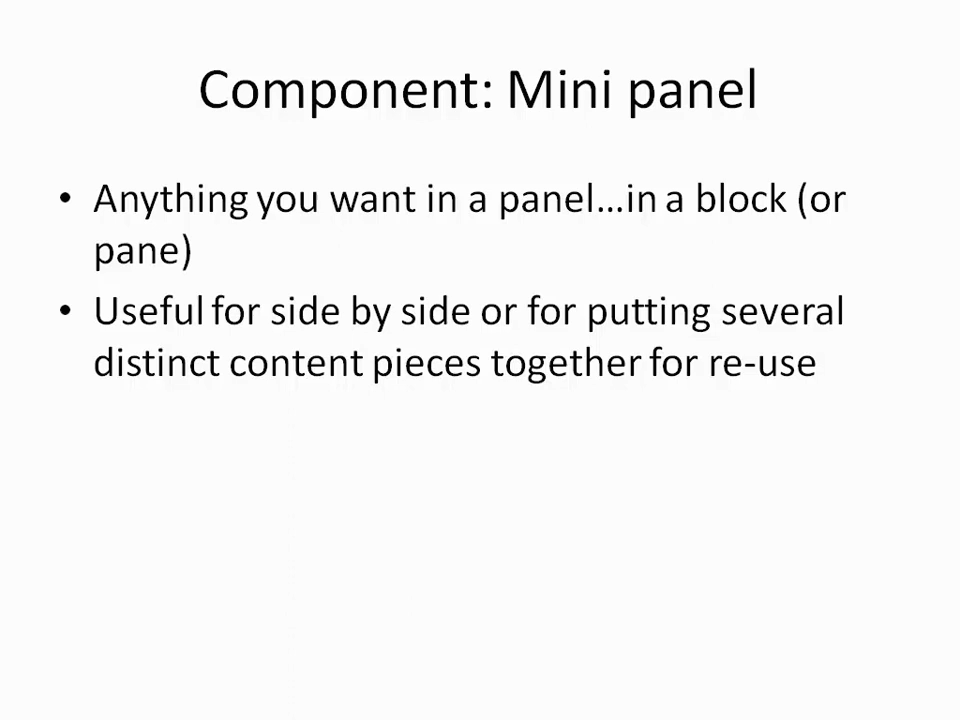 Component: Mini panel
• Anything you want in a panel…in a block (or
pane)
• Useful for side by side or for putting several
distinct content pieces together for re-use